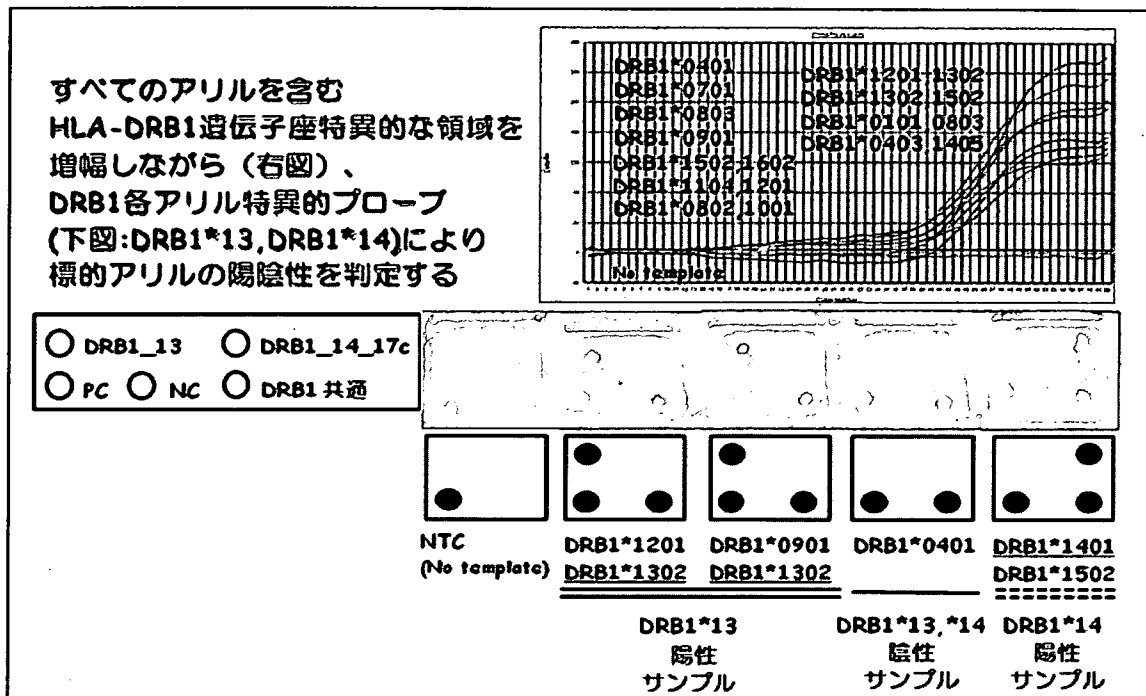 すべてのアリルを含む
HLA-DRB1遺伝子座特異的な領域を
増幅しながら（右図）、
DRB1各アリル特異的プローブ
(下図:DRB1*13,DRB1*14)により
標的アリルの陽陰性を判定する
DRB1*0401
DRB1*0701
DRB1*0803
DRB1*0901
DRB1*1502,1602
DRB1*1104,1201
DRB1*0802,1001
DRB1*1201,1302
DRB1*1302,1502
DRB1*0101,0803
DRB1*0403,1405
No template
DRB1_13 DRB1_14_17c
PC NC DRB1 共通
NTC
(No template)
DRB1*1201
DRB1*1302
DRB1*0901
DRB1*1302
DRB1*0401
DRB1*1401
DRB1*1502
DRB1*13
陽性
サンプル
DRB1*13,*14
陰性
サンプル
DRB1*14
陽性
サンプル